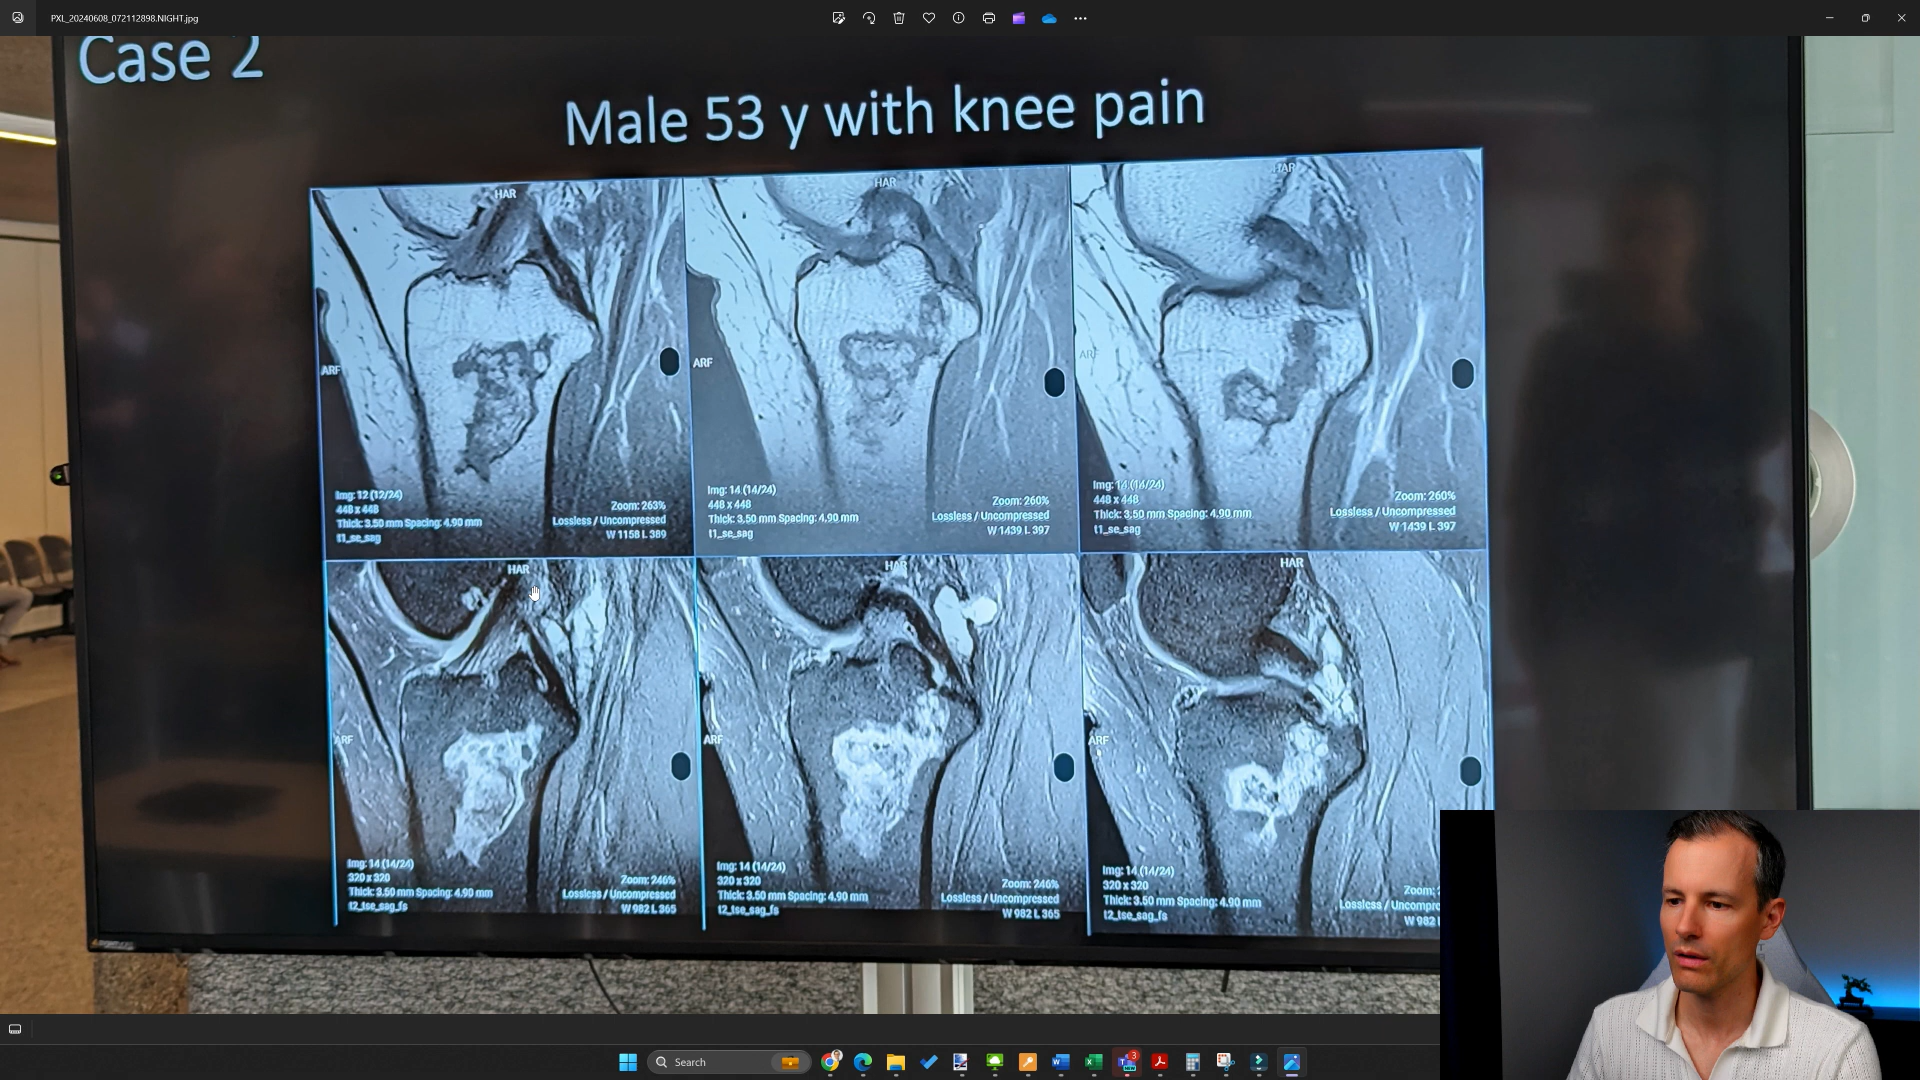 PXL_20240608_072112898.NIGHT.jpg
Case 2
Male 53 y with knee pain
HAR
HAR
HAR
ARF
ARF
ARF
Img: 12 (12/24)
448 x 448
Thick: 3.50 mm Spacing: 4.90 mm
t1_se_sag
Zoom: 263%
Lossless / Uncompressed
W 1158 L 389
Img: 14 (14/24)
448 x 448
Thick: 3.50 mm Spacing: 4.90 mm
t1_se_sag
Zoom: 260%
Lossless / Uncompressed
W 1439 L 397
Img: 14 (14/24)
448 x 448
Thick: 3.50 mm Spacing: 4.90 mm
t1_se_sag
Zoom: 260%
Lossless / Uncompressed
W 1439 L 397
HAR
HAR
HAR
ARF
ARF
ARF
Img: 14 (14/24)
320 x 320
Thick: 3.50 mm Spacing: 4.90 mm
t2_tse_sag_fs
Zoom: 246%
Lossless / Uncompressed
W 982 L 365
Img: 14 (14/24)
320 x 320
Thick: 3.50 mm Spacing: 4.90 mm
t2_tse_sag_fs
Zoom: 246%
Lossless / Uncompressed
W 982 L 365
Img: 14 (14/24)
320 x 320
Thick: 3.50 mm Spacing: 4.90 mm
t2_tse_sag_fs
Zoom:
Lossless / Uncompre
W 982
Search
3